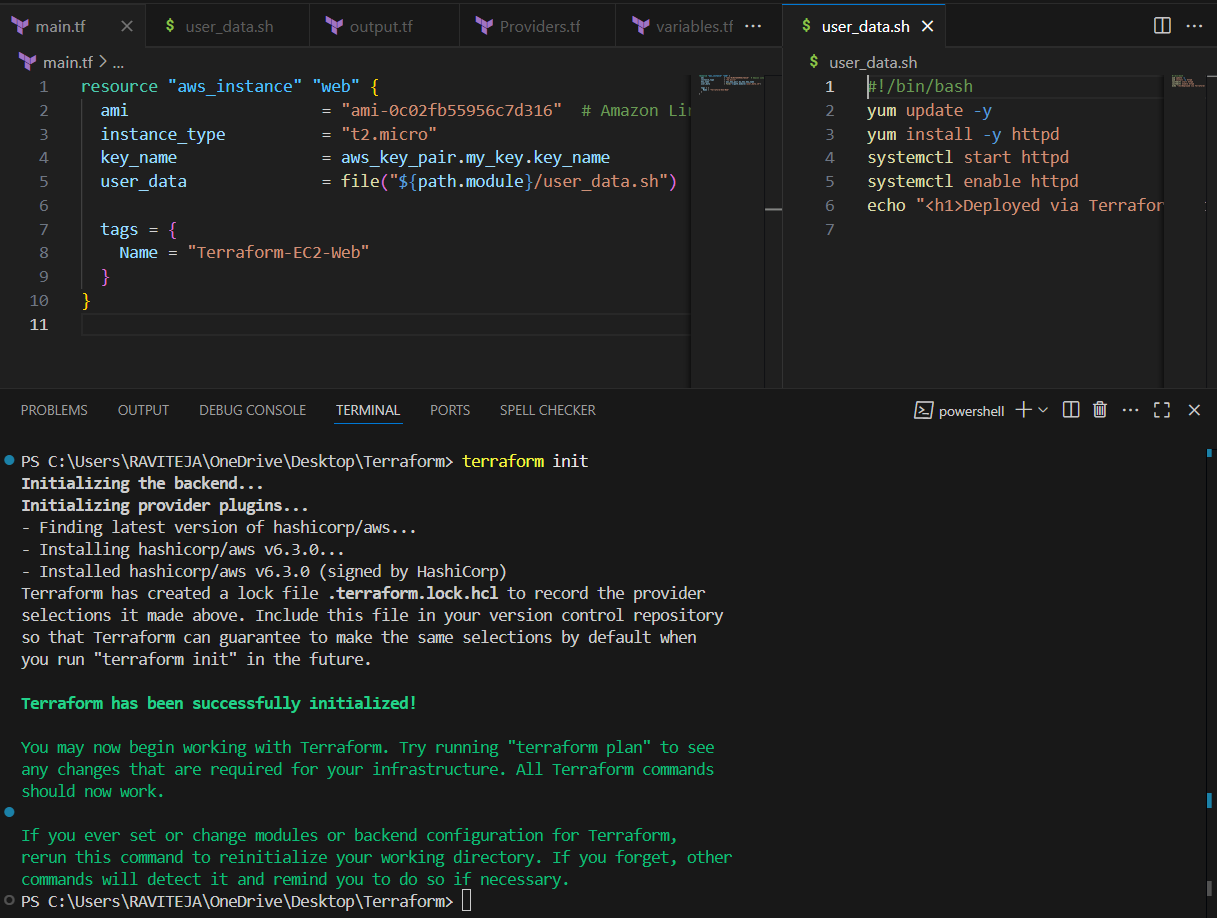 main.tf
user_data.sh
output.tf
Providers.tf
variables.tf
user_data.sh
main.tf > ...
1 resource "aws_instance" "web" {
2 ami = "ami-0c02fb55956c7d316" # Amazon
3 instance_type = "t2.micro"
4 key_name = aws_key_pair.my_key.key_name
5 user_data = file("${path.module}/user_data.sh")
6
7 tags = {
8 Name = "Terraform-EC2-Web"
9 }
10 }
11
$ user_data.sh
1 #!/bin/bash
2 yum update -y
3 yum install -y httpd
4 systemctl start httpd
5 systemctl enable httpd
6 echo "<h1>Deployed via Terrafor
7
PROBLEMS OUTPUT DEBUG CONSOLE TERMINAL PORTS SPELL CHECKER
powershell
PS C:\Users\RAVITEJA\OneDrive\Desktop\Terraform> terraform init
Initializing the backend...
Initializing provider plugins...
- Finding latest version of hashicorp/aws...
- Installing hashicorp/aws v6.3.0...
- Installed hashicorp/aws v6.3.0 (signed by HashiCorp)
Terraform has created a lock file .terraform.lock.hcl to record the provider
selections it made above. Include this file in your version control repository
so that Terraform can guarantee to make the same selections by default when
you run "terraform init" in the future.
Terraform has been successfully initialized!
You may now begin working with Terraform. Try running "terraform plan" to see
any changes that are required for your infrastructure. All Terraform commands
should now work.
If you ever set or change modules or backend configuration for Terraform,
rerun this command to reinitialize your working directory. If you forget, other
commands will detect it and remind you to do so if necessary.
PS C:\Users\RAVITEJA\OneDrive\Desktop\Terraform>